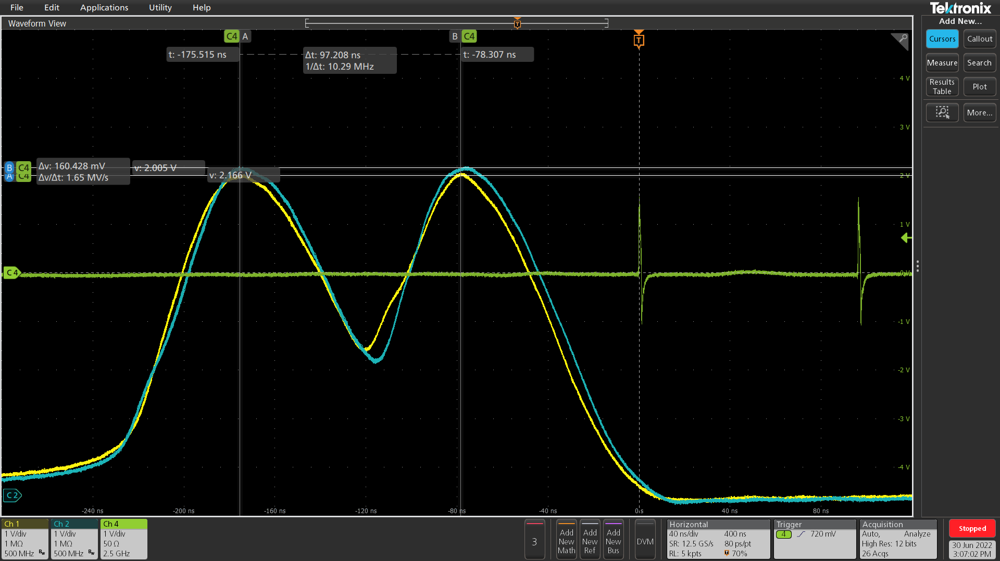 File Edit Applications Utility Help
Tektronix
Waveform View
T
Add New...
Cursors Callout
Measure Search
Results Table Plot
More...
C4 A
B C4
T
t: -175.515 ns
Δt: 97.208 ns
1/Δt: 10.29 MHz
t: -78.307 ns
4 V
3 V
B C4
A C4
Δv: 160.428 mV
Δv/Δt: 1.65 MV/s
v: 2.005 V
v: 2.166 V
2 V
1 V
C 4
0 V
-1 V
-2 V
-3 V
-4 V
C 2
-240 ns -200 ns -160 ns -120 ns -80 ns -40 ns 0s 40 ns 80 ns
Ch 1
1 V/div
1 MΩ
500 MHz Bw
Ch 2
1 V/div
1 MΩ
500 MHz Bw
Ch 4
1 V/div
50 Ω
2.5 GHz
3
Add New Math
Add New Ref
Add New Bus
DVM
Horizontal
40 ns/div 400 ns
SR: 12.5 GS/s 80 ps/pt
RL: 5 kpts T 70%
Trigger
4 720 mV
Acquisition
Auto, Analyze
High Res: 12 bits
26 Acqs
Stopped
30 Jun 2022
3:07:02 PM